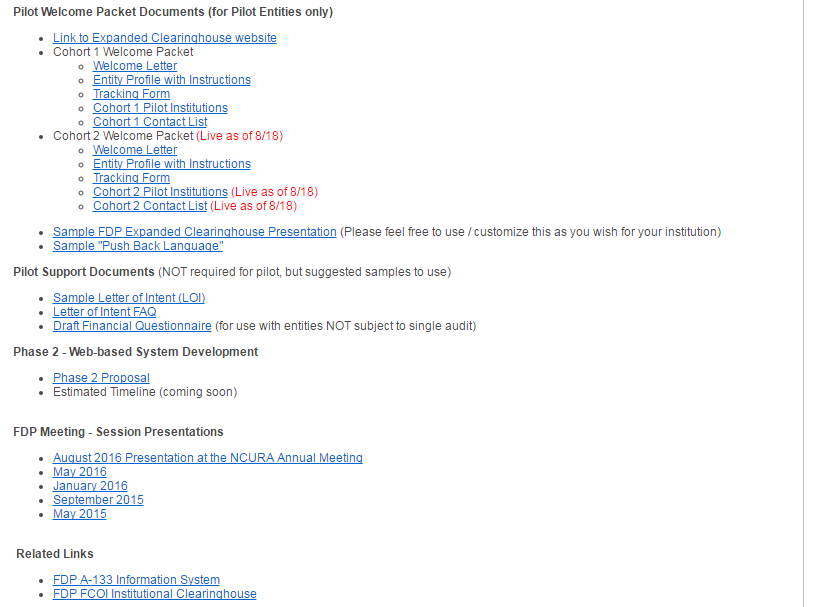 Pilot Welcome Packet Documents (for Pilot Entities only)
Link to Expanded Clearinghouse website
Cohort 1 Welcome Packet
Welcome Letter
Entity Profile with Instructions
Tracking Form
Cohort 1 Pilot Institutions
Cohort 1 Contact List
Cohort 2 Welcome Packet (Live as of 8/18)
Welcome Letter
Entity Profile with Instructions
Tracking Form
Cohort 2 Pilot Institutions (Live as of 8/18)
Cohort 2 Contact List (Live as of 8/18)
Sample FDP Expanded Clearinghouse Presentation (Please feel free to use / customize this as you wish for your institution)
Sample "Push Back Language"
Pilot Support Documents (NOT required for pilot, but suggested samples to use)
Sample Letter of Intent (LOI)
Letter of Intent FAQ
Draft Financial Questionnaire (for use with entities NOT subject to single audit)
Phase 2 - Web-based System Development
Phase 2 Proposal
Estimated Timeline (coming soon)
FDP Meeting - Session Presentations
August 2016 Presentation at the NCURA Annual Meeting
May 2016
January 2016
September 2015
May 2015
Related Links
FDP A-133 Information System
FDP FCOI Institutional Clearinghouse